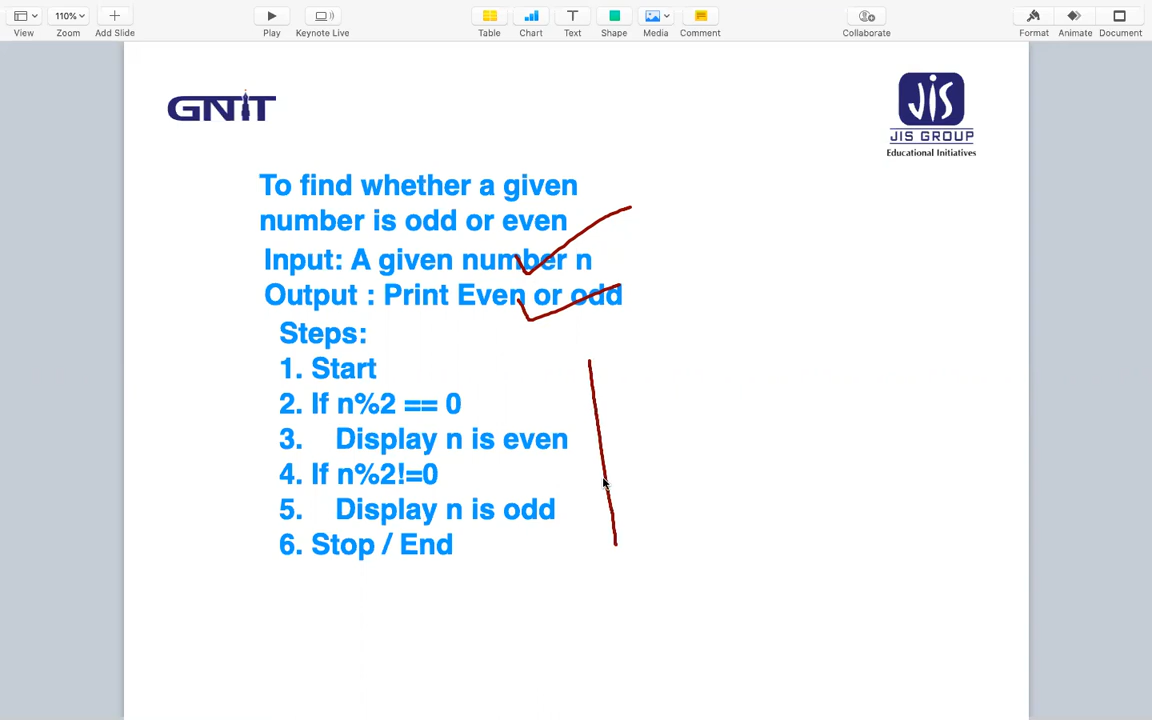 View
110%
Zoom
Add Slide
Play
Keynote Live
Table
Chart
Text
Shape
Media
Comment
Collaborate
Format
Animate
Document
GNIT
JIS
JIS GROUP
Educational Initiatives
To find whether a given
number is odd or even
Input: A given number n
Output : Print Even or odd
Steps:
1. Start
2. If n%2 == 0
3. Display n is even
4. If n%2!=0
5. Display n is odd
6. Stop / End